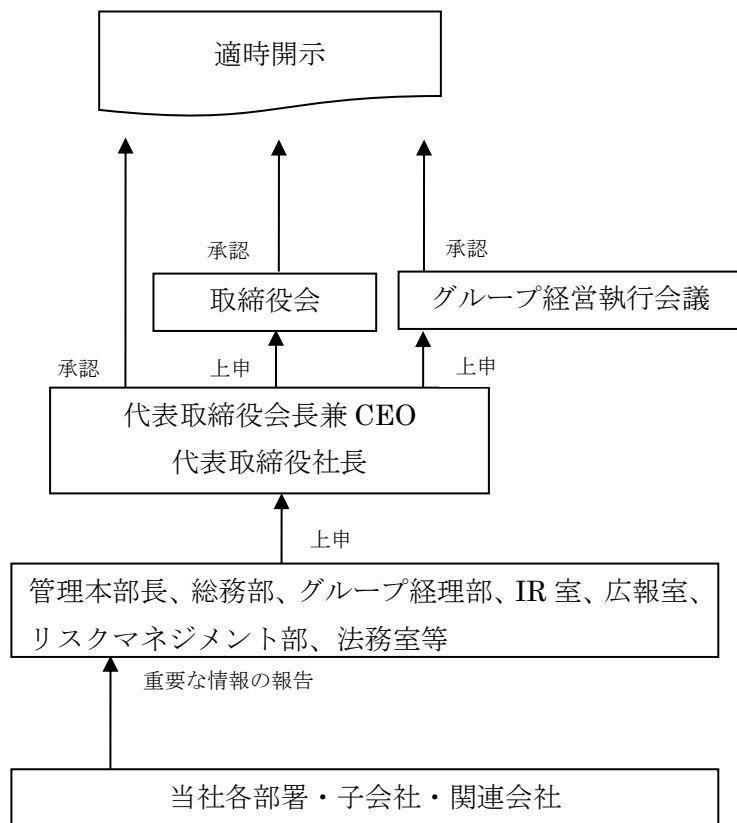 適時開示
承認
承認
取締役会
グループ経営執行会議
承認
上申
上申
代表取締役会長兼 CEO
代表取締役社長
上申
管理本部長、総務部、グループ経理部、IR 室、広報室、
リスクマネジメント部、法務室等
重要な情報の報告
当社各部署・子会社・関連会社